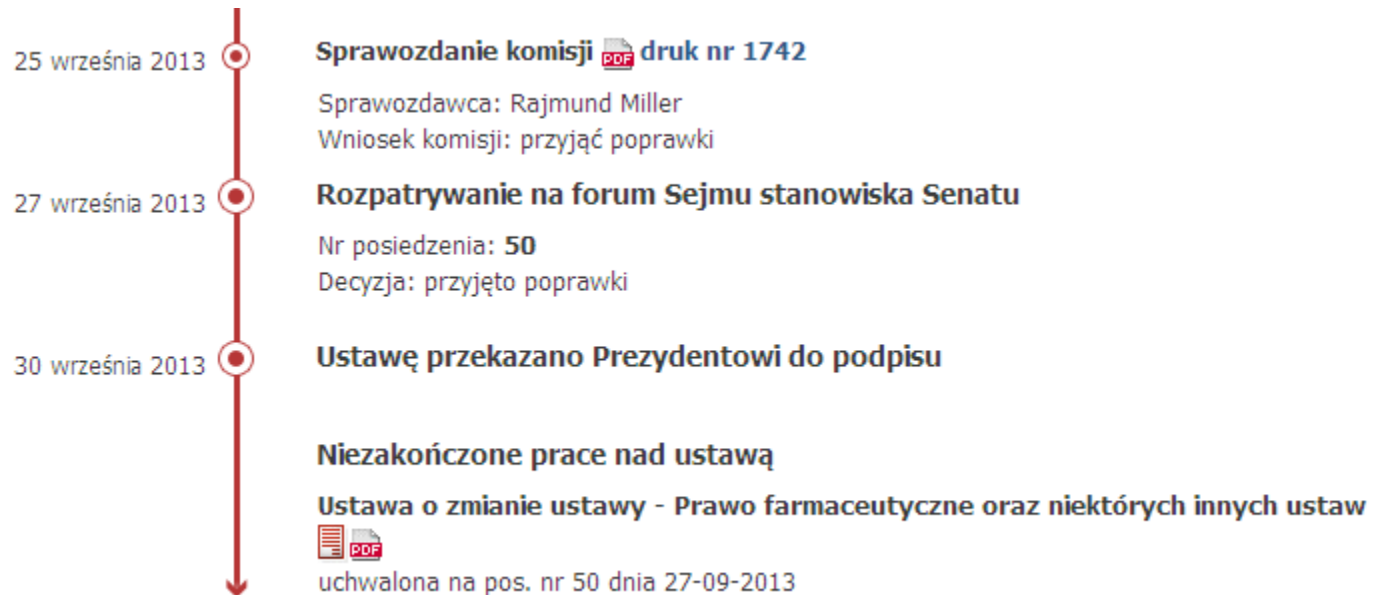 25 września 2013
Sprawozdanie komisji PDF druk nr 1742
Sprawozdawca: Rajmund Miller
Wniosek komisji: przyjąć poprawki
27 września 2013
Rozpatrywanie na forum Sejmu stanowiska Senatu
Nr posiedzenia: 50
Decyzja: przyjęto poprawki
30 września 2013
Ustawę przekazano Prezydentowi do podpisu
Niezakończone prace nad ustawą
Ustawa o zmianie ustawy - Prawo farmaceutyczne oraz niektórych innych ustaw
PDF
uchwalona na pos. nr 50 dnia 27-09-2013